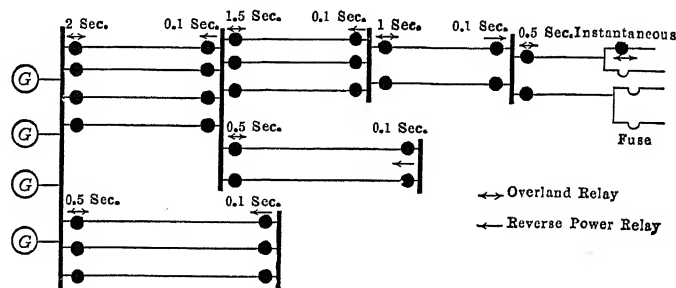 2 Sec.
0.1 Sec.
1.5 Sec.
0.1 Sec.
1 Sec.
0.1 Sec.
0.5 Sec.
Instantancous
G
G
G
G
0.5 Sec.
0.1 Sec.
Fuse
0.5 Sec.
0.1 Sec.
Overland Relay
Reverse Power Relay